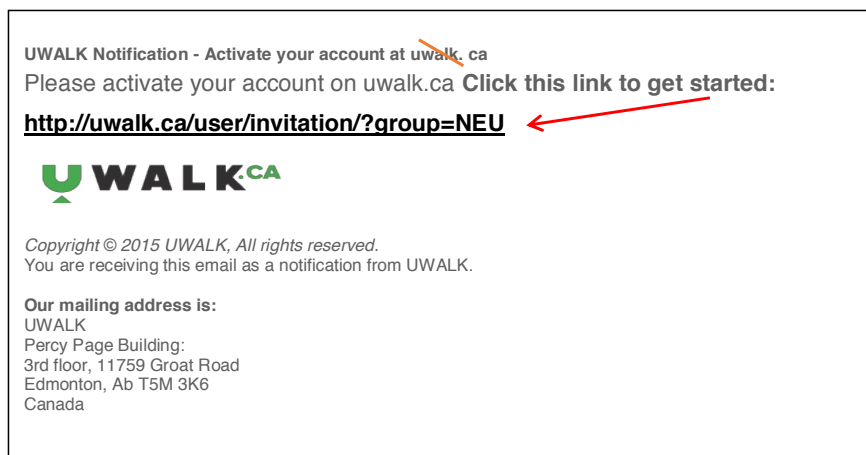 UWALK Notification - Activate your account at uwalk. ca
Please activate your account on uwalk.ca Click this link to get started:
http://uwalk.ca/user/invitation/?group=NEU
UWALK.CA
Copyright © 2015 UWALK, All rights reserved.
You are receiving this email as a notification from UWALK.
Our mailing address is:
UWALK
Percy Page Building:
3rd floor, 11759 Groat Road
Edmonton, Ab T5M 3K6
Canada